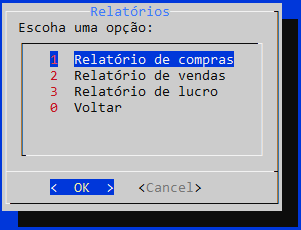 Relatórios
Escoha uma opção:
1 Relatório de compras
2 Relatório de vendas
3 Relatório de lucro
0 Voltar
< OK > <Cancel>